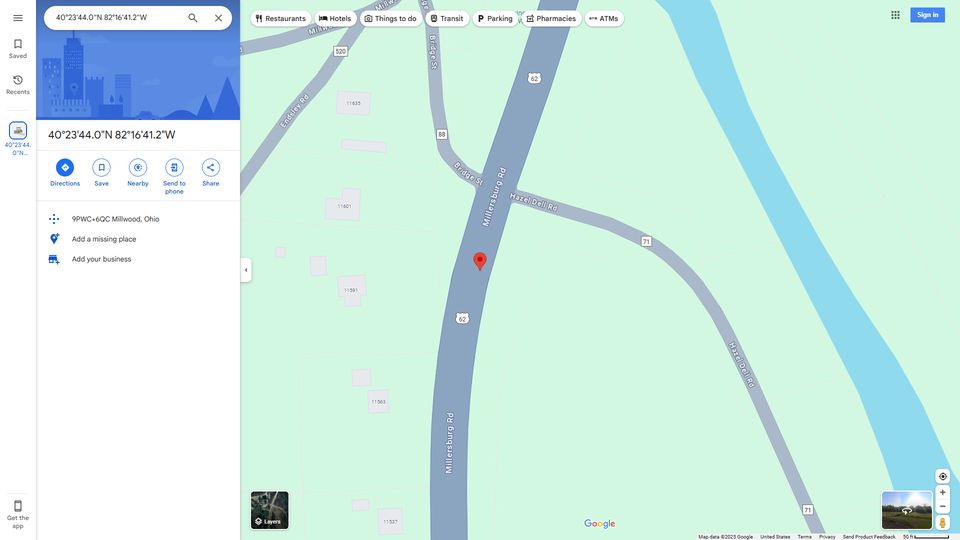 40°23'44.0"N 82°16'41.2"W
Restaurants
Hotels
Things to do
Transit
Parking
Pharmacies
ATMs
Sign in
Saved
Recents
40°23'44.
0"N...
Get the
app
40°23'44.0"N 82°16'41.2"W
Directions
Save
Nearby
Send to
phone
Share
9PWC+6QC Millwood, Ohio
Add a missing place
Add your business
520
Endsley Rd
Bridge St
62
11635
88
Bridge St
Millersburg Rd
Hazel Dell Rd
11601
71
11591
62
Hazel Dell Rd
11563
Millersburg Rd
11537
71
Layers
Google
Map data ©2025 Google
United States
Terms
Privacy
Send Product Feedback
50 ft